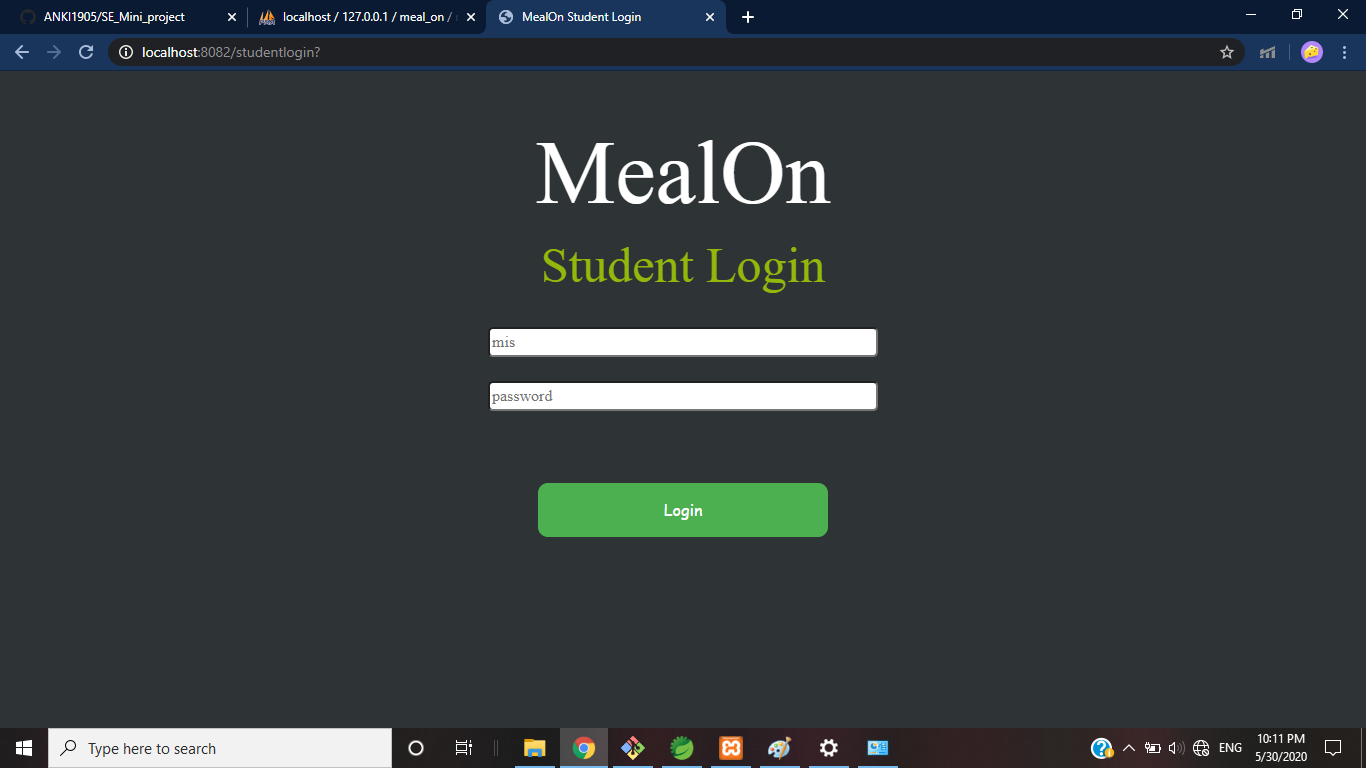 ANKI1905/SE_Mini_project
localhost / 127.0.0.1 / meal_on /
MealOn Student Login
localhost:8082/studentlogin?
MealOn
Student Login
mis
password
Login
Type here to search
ENG
10:11 PM
5/30/2020